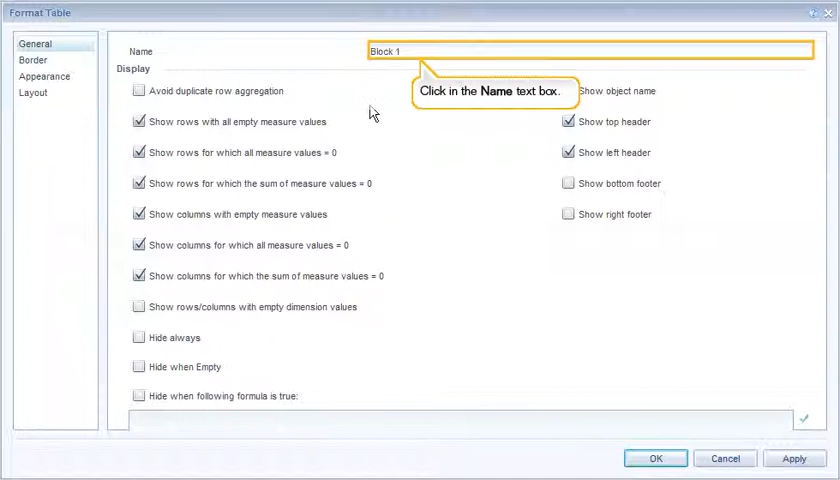 Format Table
General
Border
Appearance
Layout
Name
Block 1
Click in the Name text box.
Display
Avoid duplicate row aggregation
Show object name
Show rows with all empty measure values
Show top header
Show rows for which all measure values = 0
Show left header
Show rows for which the sum of measure values = 0
Show bottom footer
Show columns with empty measure values
Show right footer
Show columns for which all measure values = 0
Show columns for which the sum of measure values = 0
Show rows/columns with empty dimension values
Hide always
Hide when Empty
Hide when following formula is true:
OK
Cancel
Apply